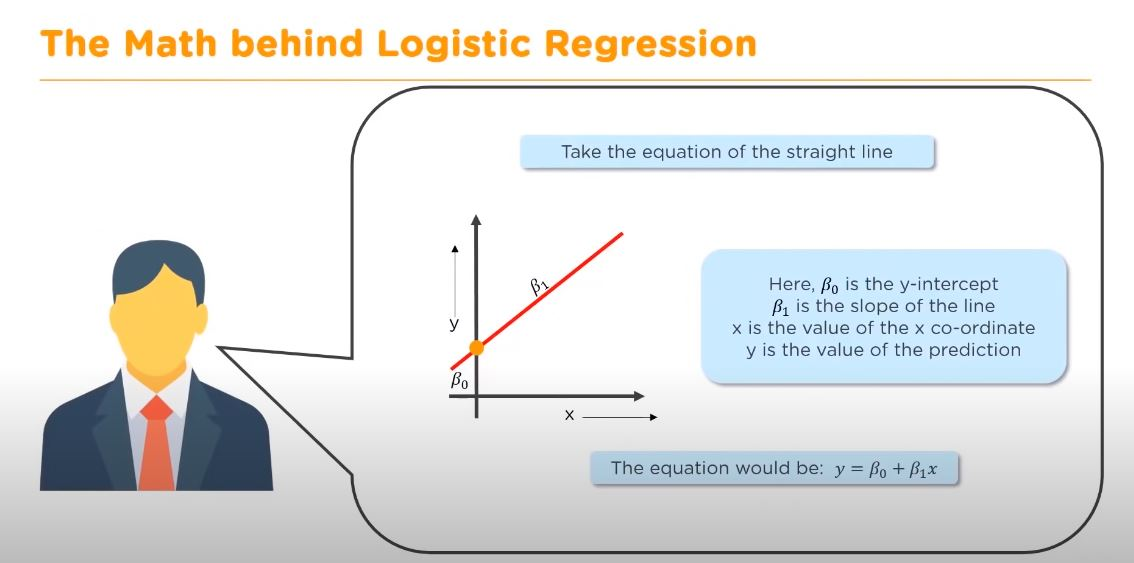 The Math behind Logistic Regression
Take the equation of the straight line
β₁
y
β₀
x
Here, β₀ is the y-intercept
β₁ is the slope of the line
x is the value of the x co-ordinate
y is the value of the prediction
The equation would be: y = β₀ + β₁x